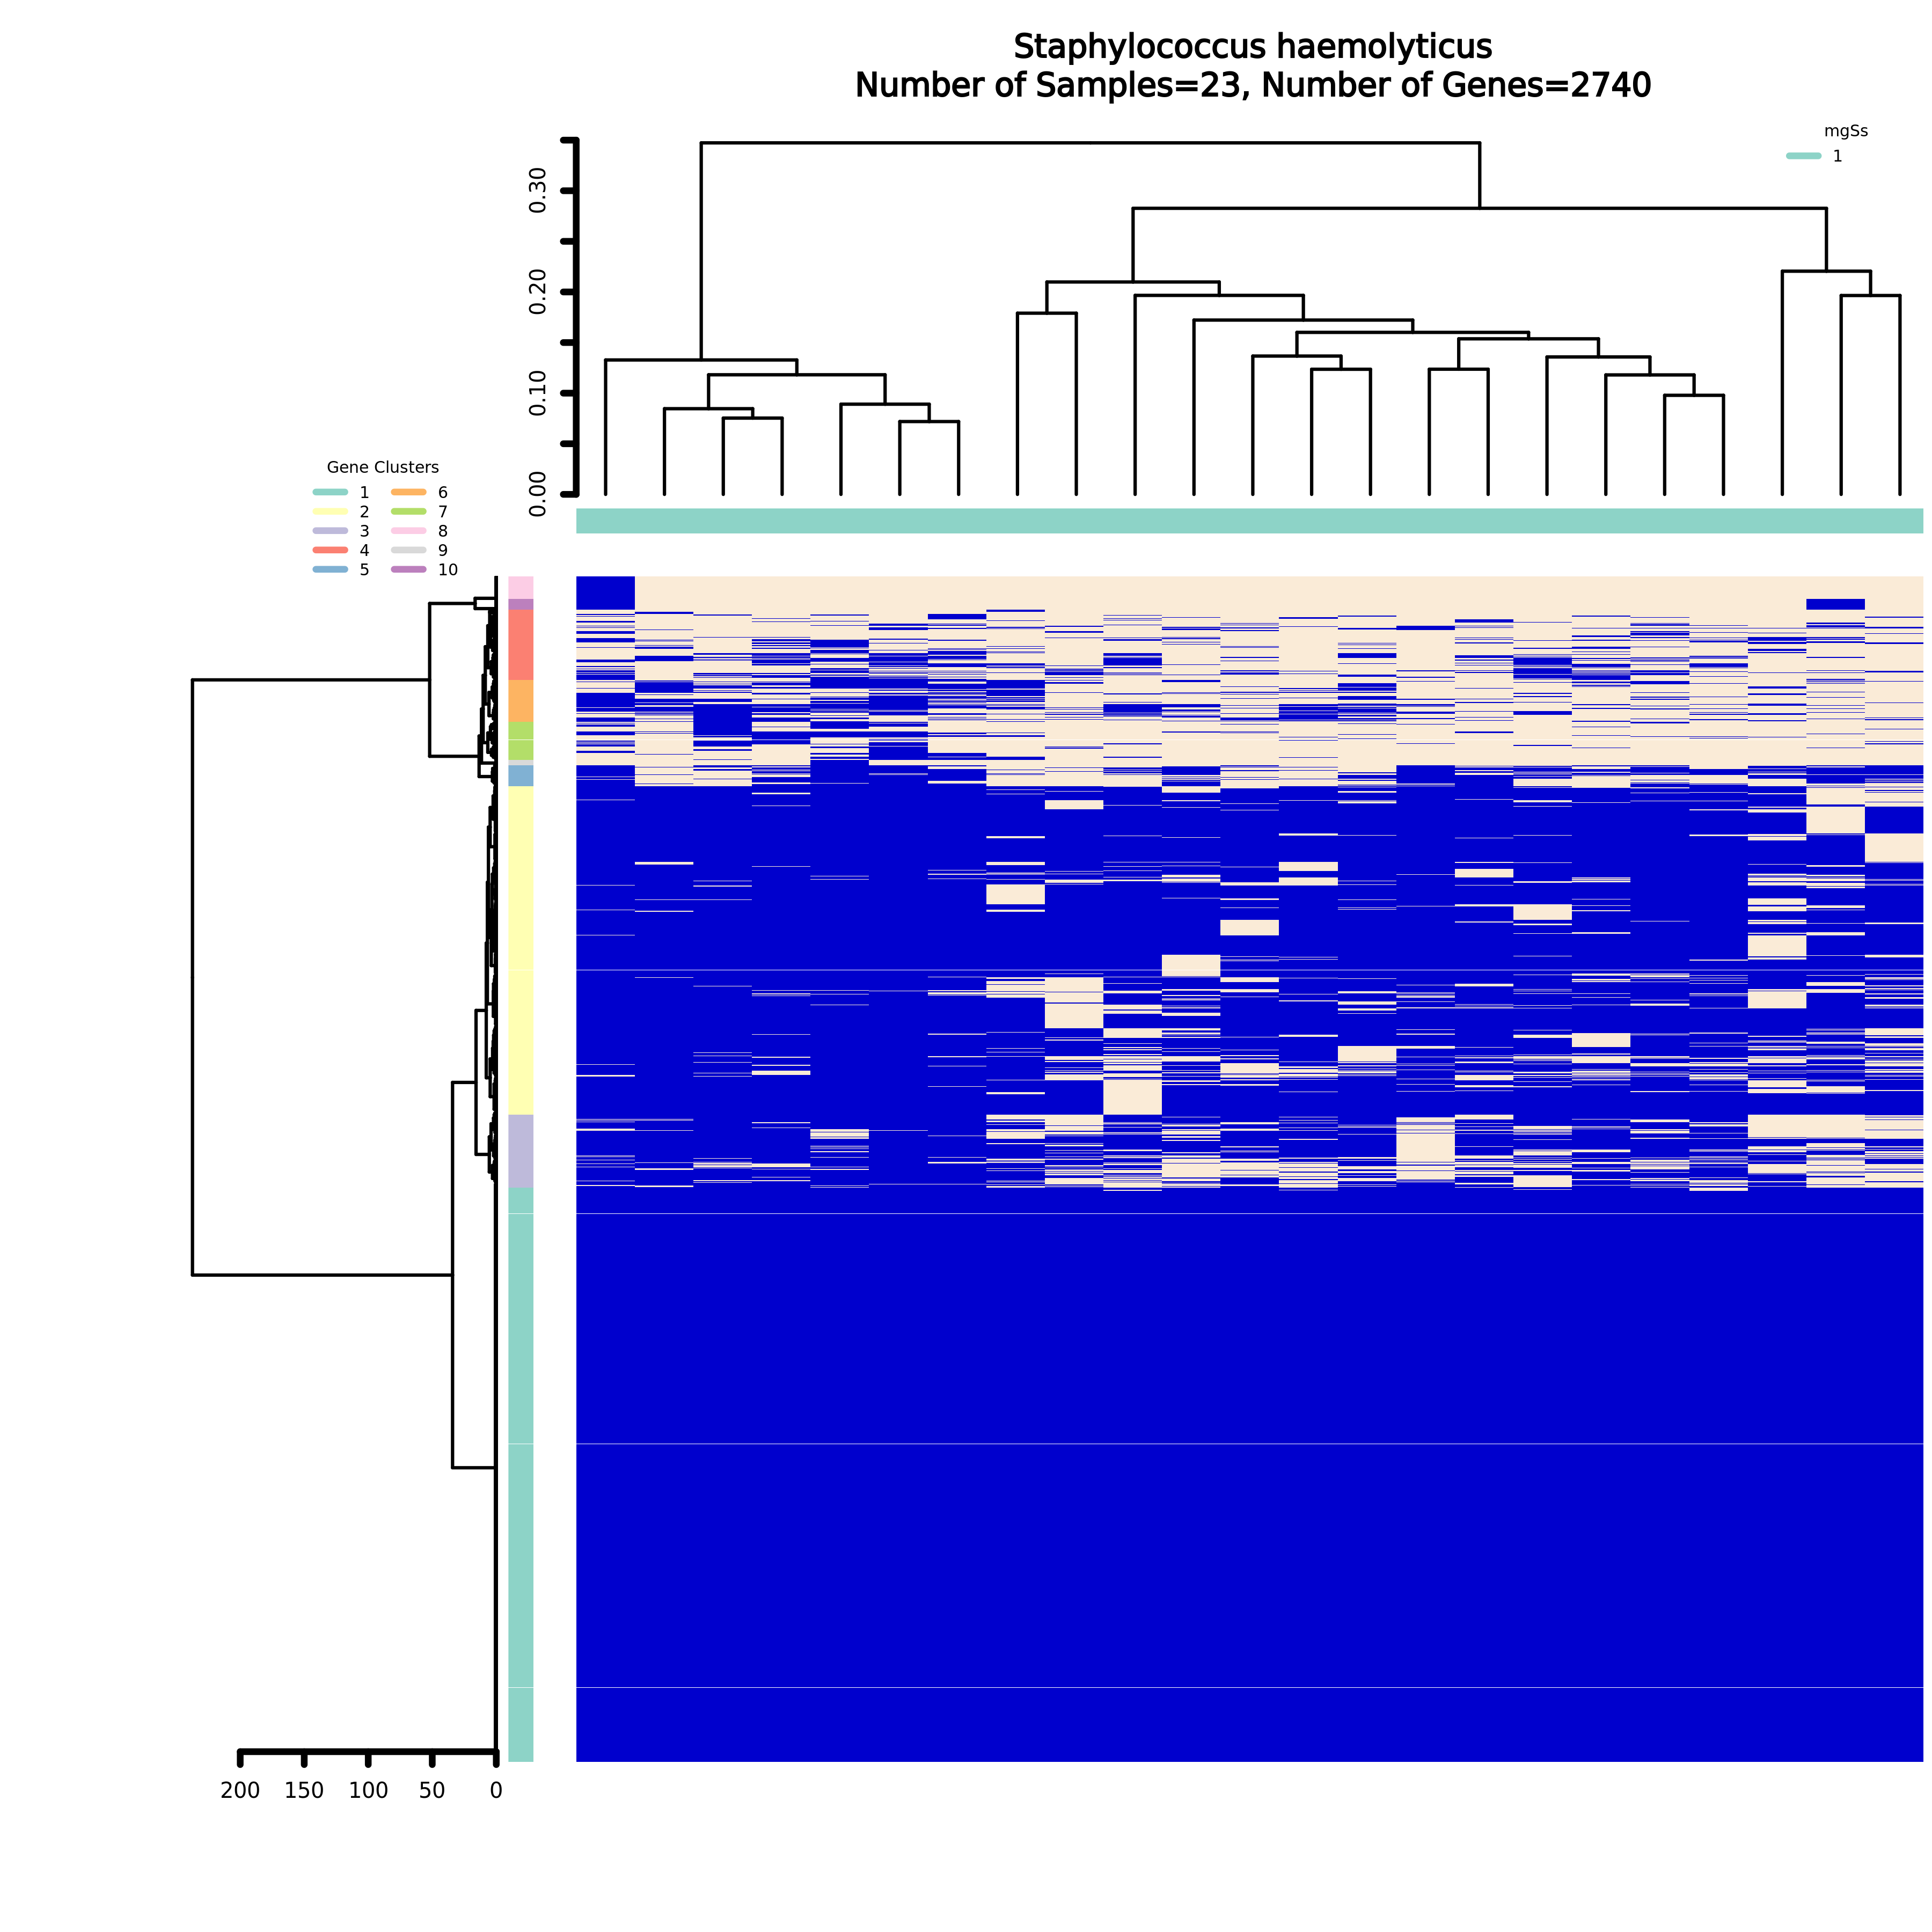 Staphylococcus haemolyticus
Number of Samples=23, Number of Genes=2740
mgSs
1
0.30
0.20
0.10
0.00
Gene Clusters
1 6
2 7
3 8
4 9
5 10
200 150 100 50 0